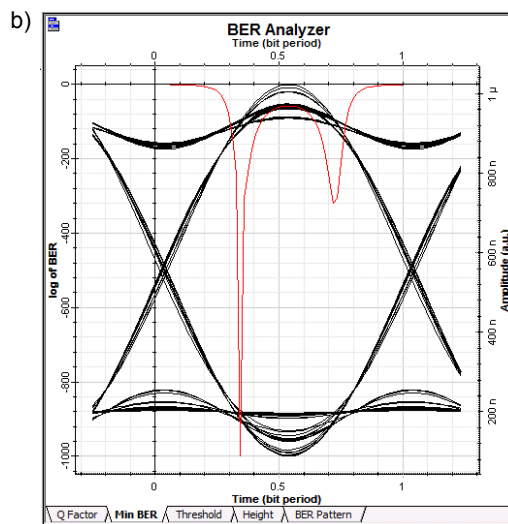 b)
BER Analyzer
Time (bit period)
0 0.5 1
0
-200
-400
-600
-800
-1000
log of BER
1 µ
800 n
600 n
400 n
200 n
Amplitude (a.u.)
0 0.5 1
Time (bit period)
Q Factor Min BER Threshold Height BER Pattern